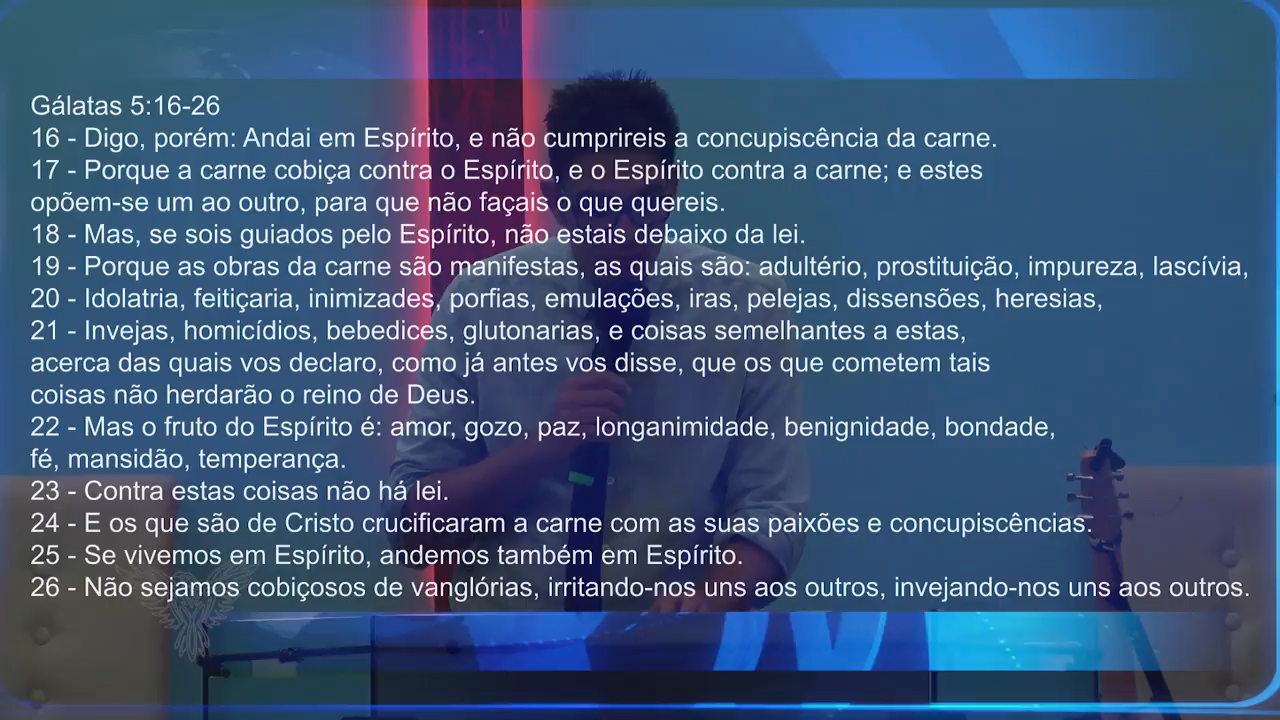 Gálatas 5:16-26
16 - Digo, porém: Andai em Espírito, e não cumprireis a concupiscência da carne.
17 - Porque a carne cobiça contra o Espírito, e o Espírito contra a carne; e estes
opõem-se um ao outro, para que não façais o que quereis.
18 - Mas, se sois guiados pelo Espírito, não estais debaixo da lei.
19 - Porque as obras da carne são manifestas, as quais são: adultério, prostituição, impureza, lascívia,
20 - Idolatria, feitiçaria, inimizades, porfias, emulações, iras, pelejas, dissensões, heresias,
21 - Invejas, homicídios, bebedices, glutonarias, e coisas semelhantes a estas,
acerca das quais vos declaro, como já antes vos disse, que os que cometem tais
coisas não herdarão o reino de Deus.
22 - Mas o fruto do Espírito é: amor, gozo, paz, longanimidade, benignidade, bondade,
fé, mansidão, temperança.
23 - Contra estas coisas não há lei.
24 - E os que são de Cristo crucificaram a carne com as suas paixões e concupiscências.
25 - Se vivemos em Espírito, andemos também em Espírito.
26 - Não sejamos cobiçosos de vanglórias, irritando-nos uns aos outros, invejando-nos uns aos outros.